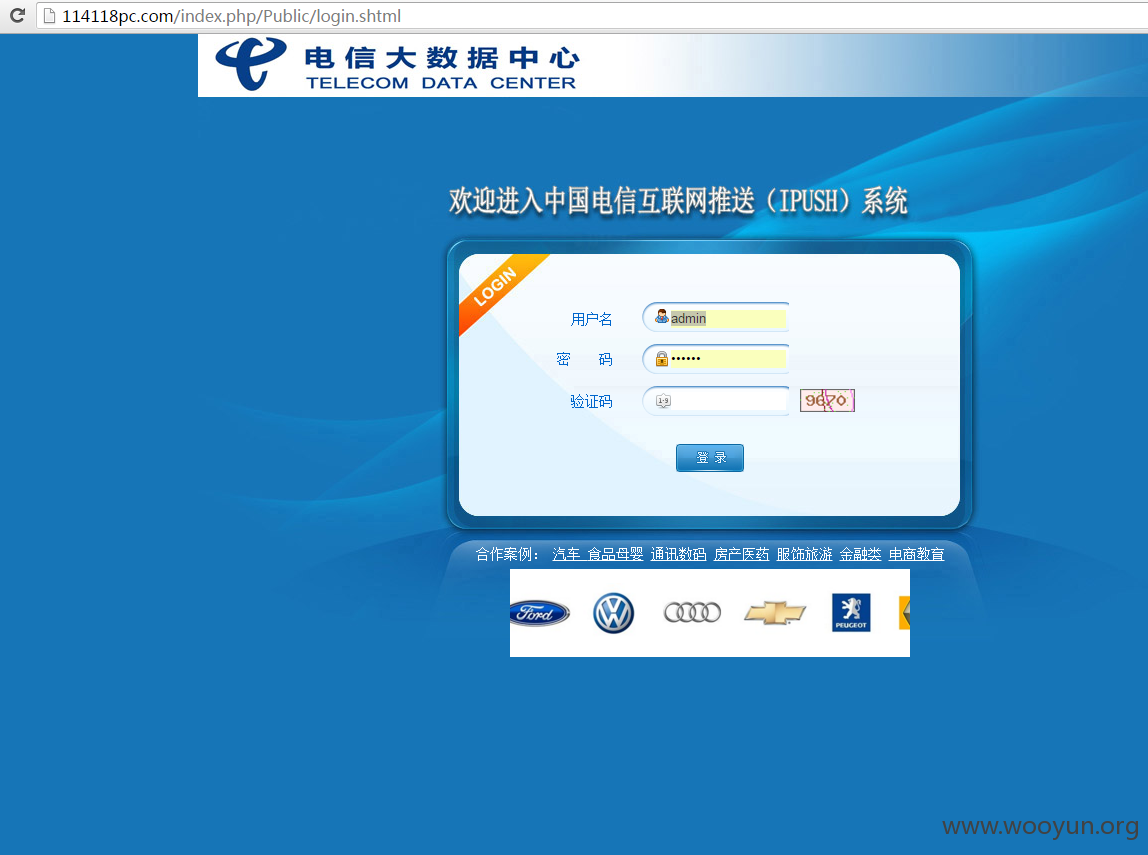 114118pc.com/index.php/Public/login.shtml
电信大数据中心
TELECOM DATA CENTER
欢迎进入中国电信互联网推送（IPUSH）系统
LOGIN
用户名 admin
密 码 ••••••
验证码 1-9 9670
登 录
合作案例： 汽车 食品母婴 通讯数码 房产医药 服饰旅游 金融类 电商教育
Ford
PEUGEOT
www.wooyun.org